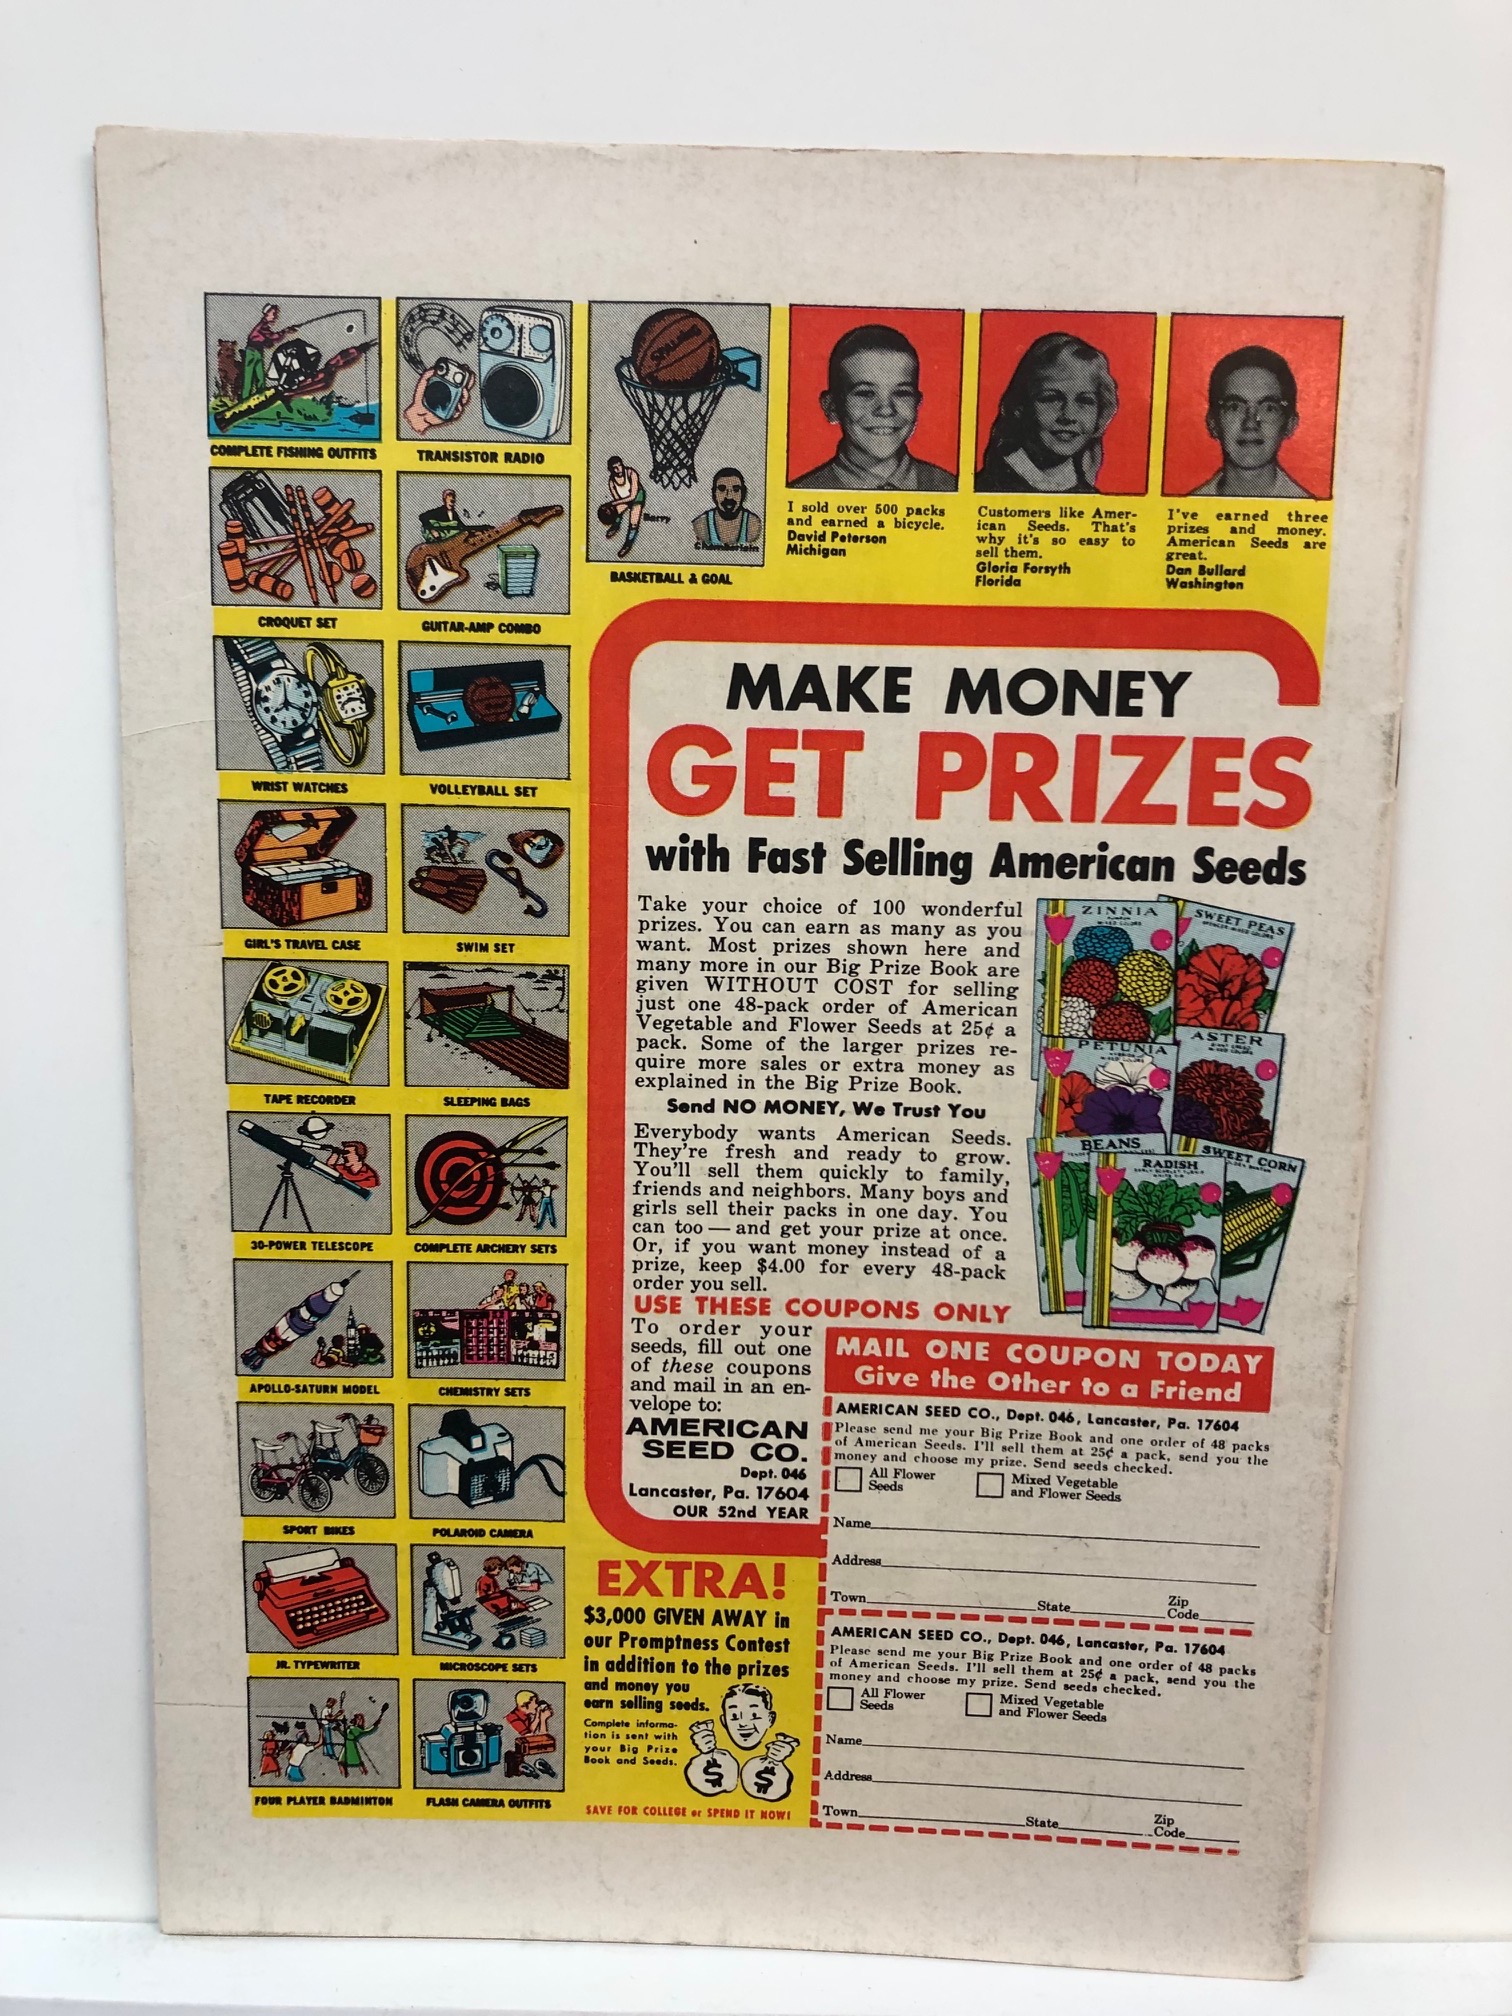 COMPLETE FISHING OUTFITS
TRANSISTOR RADIO
CROQUET SET
GUITAR-AMP COMBO
WRIST WATCHES
VOLLEYBALL SET
GIRL'S TRAVEL CASE
SWIM SET
TAPE RECORDER
SLEEPING BAGS
30-POWER TELESCOPE
COMPLETE ARCHERY SETS
APOLLO-SATURN MODEL
CHEMISTRY SETS
SPORT BIKES
POLAROID CAMERA
JR. TYPEWRITER
MICROSCOPE SETS
FOUR PLAYER BADMINTON
FLASH CAMERA OUTFITS
Spalding
Barry
Chamberlain
BASKETBALL & GOAL
I sold over 500 packs
and earned a bicycle.
David Peterson
Michigan
Customers like Amer-
ican Seeds. That's
why it's so easy to
sell them.
Gloria Forsyth
Florida
I've earned three
prizes and money.
American Seeds are
great.
Dan Bullard
Washington
MAKE MONEY
GET PRIZES
with Fast Selling American Seeds
Take your choice of 100 wonderful
prizes. You can earn as many as you
want. Most prizes shown here and
many more in our Big Prize Book are
given WITHOUT COST for selling
just one 48-pack order of American
Vegetable and Flower Seeds at 25¢ a
pack. Some of the larger prizes re-
quire more sales or extra money as
explained in the Big Prize Book.
Send NO MONEY, We Trust You
Everybody wants American Seeds.
They're fresh and ready to grow.
You'll sell them quickly to family,
friends and neighbors. Many boys and
girls sell their packs in one day. You
can too — and get your prize at once.
Or, if you want money instead of a
prize, keep $4.00 for every 48-pack
order you sell.
ZINNIA
MIXED COLORS
SWEET PEAS
PETUNIA
ASTER
BEANS
RADISH
SWEET CORN
USE THESE COUPONS ONLY
To order your
seeds, fill out one
of these coupons
and mail in an en-
velope to:
AMERICAN
SEED CO.
Dept. 046
Lancaster, Pa. 17604
OUR 52nd YEAR
MAIL ONE COUPON TODAY
Give the Other to a Friend
AMERICAN SEED CO., Dept. 046, Lancaster, Pa. 17604
Please send me your Big Prize Book and one order of 48 packs
of American Seeds. I'll sell them at 25¢ a pack, send you the
money and choose my prize. Send seeds checked.
All Flower
Seeds
Mixed Vegetable
and Flower Seeds
Name
Address
Town State Zip
Code
AMERICAN SEED CO., Dept. 046, Lancaster, Pa. 17604
Please send me your Big Prize Book and one order of 48 packs
of American Seeds. I'll sell them at 25¢ a pack, send you the
money and choose my prize. Send seeds checked.
All Flower
Seeds
Mixed Vegetable
and Flower Seeds
Name
Address
Town State Zip
Code
EXTRA!
$3,000 GIVEN AWAY in
our Promptness Contest
in addition to the prizes
and money you
earn selling seeds.
Complete informa-
tion is sent with
your Big Prize
Book and Seeds.
$ $
SAVE FOR COLLEGE or SPEND IT NOW!